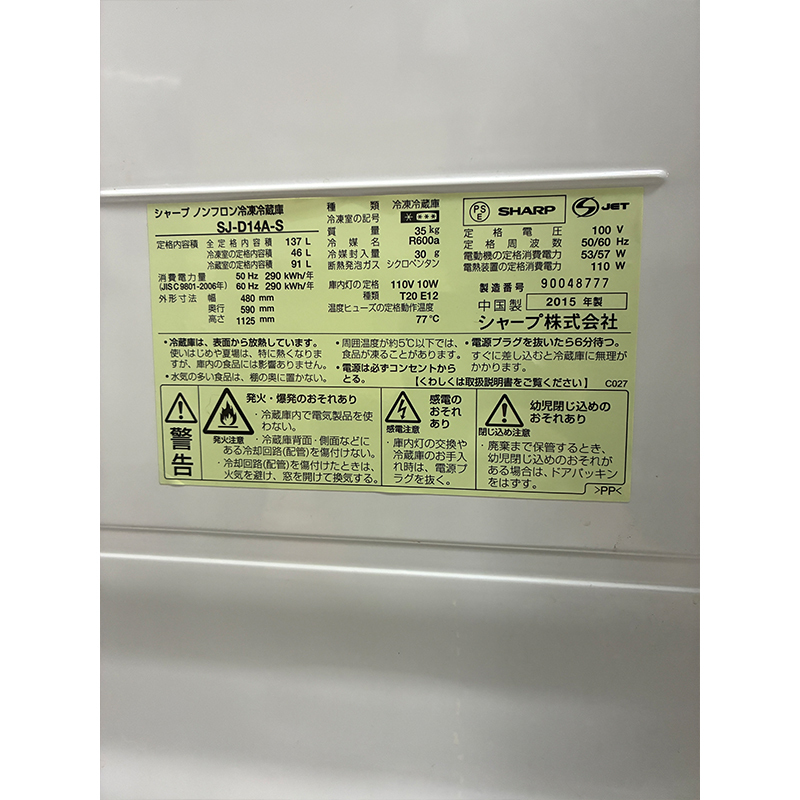 シャープ ノンフロン冷凍冷蔵庫
SJ-D14A-S
定格内容積 全定格内容積 137 L
冷凍室の定格内容積 46 L
冷蔵室の定格内容積 91 L
消費電力量 50 Hz 290 kWh/年
(JIS C 9801-2006年) 60 Hz 290 kWh/年
外形寸法 幅 480 mm
奥行 590 mm
高さ 1125 mm
種類 冷凍冷蔵庫
冷凍室の記号
質量 35 kg
冷媒名 R600a
冷媒封入量 30 g
断熱発泡ガス シクロペンタン
庫内灯の定格 110V 10W
種類 T20 E12
温度ヒューズの定格動作温度
77℃
PSE SHARP JET
定格電圧 100 V
定格周波数 50/60 Hz
電動機の定格消費電力 53/57 W
電熱装置の定格消費電力 110 W
製造番号 90048777
中国製 2015 年製
シャープ株式会社
・冷蔵庫は、表面から放熱しています。
使いはじめや夏場は、特に熱くなりま
すが、庫内の食品には影響ありません。
・水気の多い食品は、棚の奥に置かない。
・周囲温度が約5℃以下では、
食品が凍ることがあります。
・電源は必ずコンセントから
とる。
・電源プラグを抜いたら6分待つ。
すぐに差し込むと冷蔵庫に無理が
かかります。
【くわしくは取扱説明書をご覧ください】 C027
警告
発火・爆発のおそれあり
発火注意
・冷蔵庫内で電気製品を使
わない。
・冷蔵庫背面・側面などに
ある冷却回路(配管)を傷付けない。
・冷却回路(配管)を傷付けたときは、
火気を避け、窓を開けて換気する。
感電の
おそれ
あり
感電注意
・庫内灯の交換や
冷蔵庫のお手入
れ時は、電源プ
ラグを抜く。
幼児閉じ込めの
おそれあり
閉じ込め注意
・廃棄まで保管するとき、
幼児閉じ込めのおそれが
ある場合は、ドアパッキン
をはずす。
>PP<